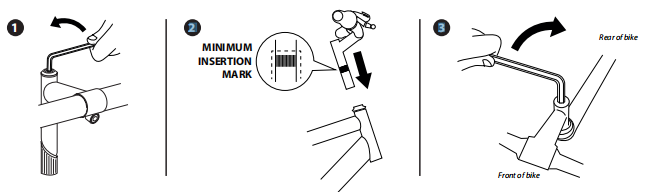 1
2
MINIMUM
INSERTION
MARK
3
Rear of bike
Front of bike